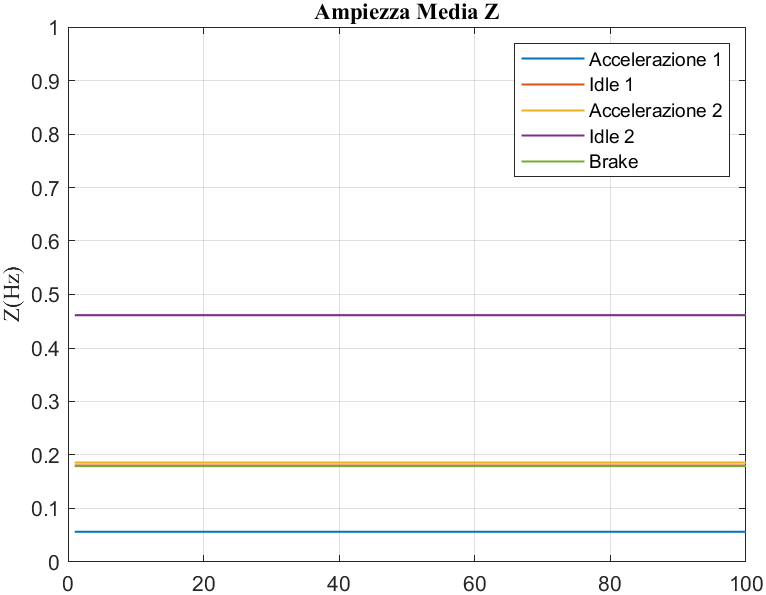 Ampiezza Media Z
1
0.9
0.8
0.7
0.6
0.5
0.4
0.3
0.2
0.1
0
Z(Hz)
Accelerazione 1
Idle 1
Accelerazione 2
Idle 2
Brake
0 20 40 60 80 100